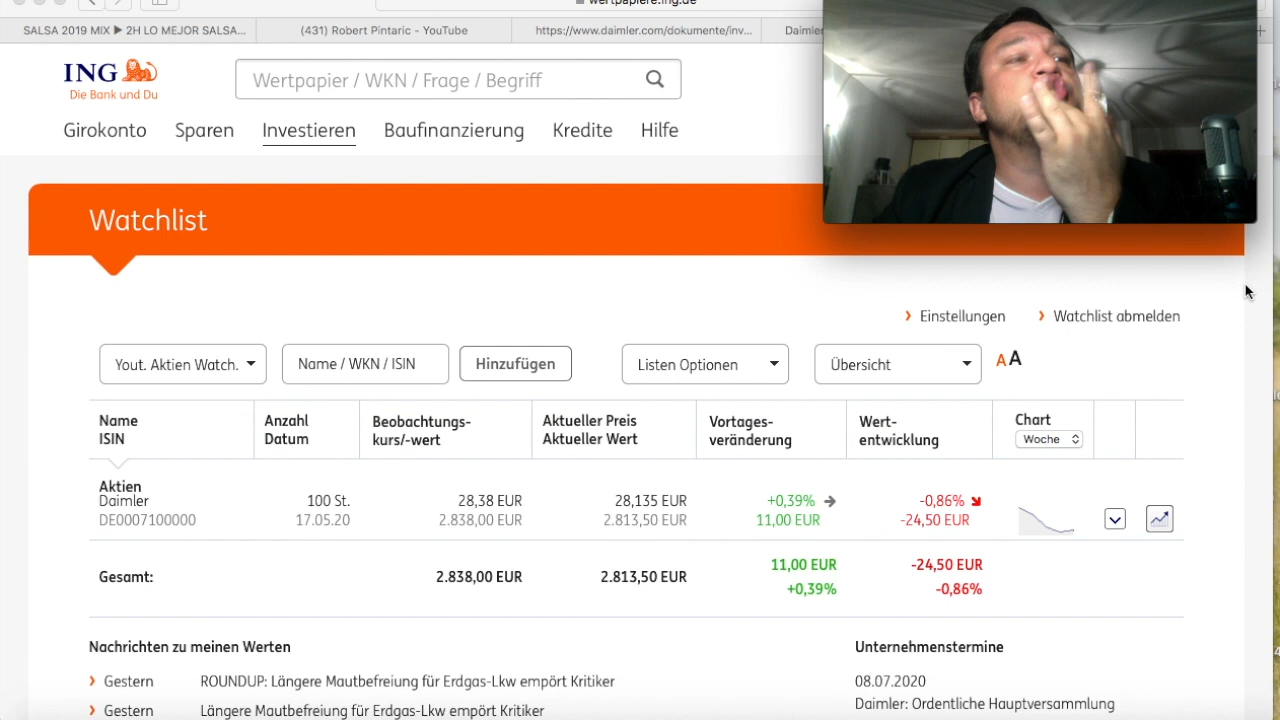 wertpapiere.ing.de
SALSA 2019 MIX ▶ 2H LO MEJOR SALSA...
(431) Robert Pintaric - YouTube
https://www.daimler.com/dokumente/inv...
Daimler
ING
Die Bank und Du
Wertpapier / WKN / Frage / Begriff
Girokonto Sparen Investieren Baufinanzierung Kredite Hilfe
Watchlist
› Einstellungen › Watchlist abmelden
Yout. Aktien Watch. Name / WKN / ISIN Hinzufügen Listen Optionen Übersicht A A
Name Anzahl Beobachtungs- Aktueller Preis Vortages- Wert- Chart
ISIN Datum kurs/-wert Aktueller Wert veränderung entwicklung Woche
Aktien
Daimler 100 St. 28,38 EUR 28,135 EUR +0,39% -0,86%
DE0007100000 17.05.20 2.838,00 EUR 2.813,50 EUR 11,00 EUR -24,50 EUR
Gesamt: 2.838,00 EUR 2.813,50 EUR 11,00 EUR -24,50 EUR
+0,39% -0,86%
Nachrichten zu meinen Werten
› Gestern ROUNDUP: Längere Mautbefreiung für Erdgas-Lkw empört Kritiker
› Gestern Längere Mautbefreiung für Erdgas-Lkw empört Kritiker
Unternehmenstermine
08.07.2020
Daimler: Ordentliche Hauptversammlung